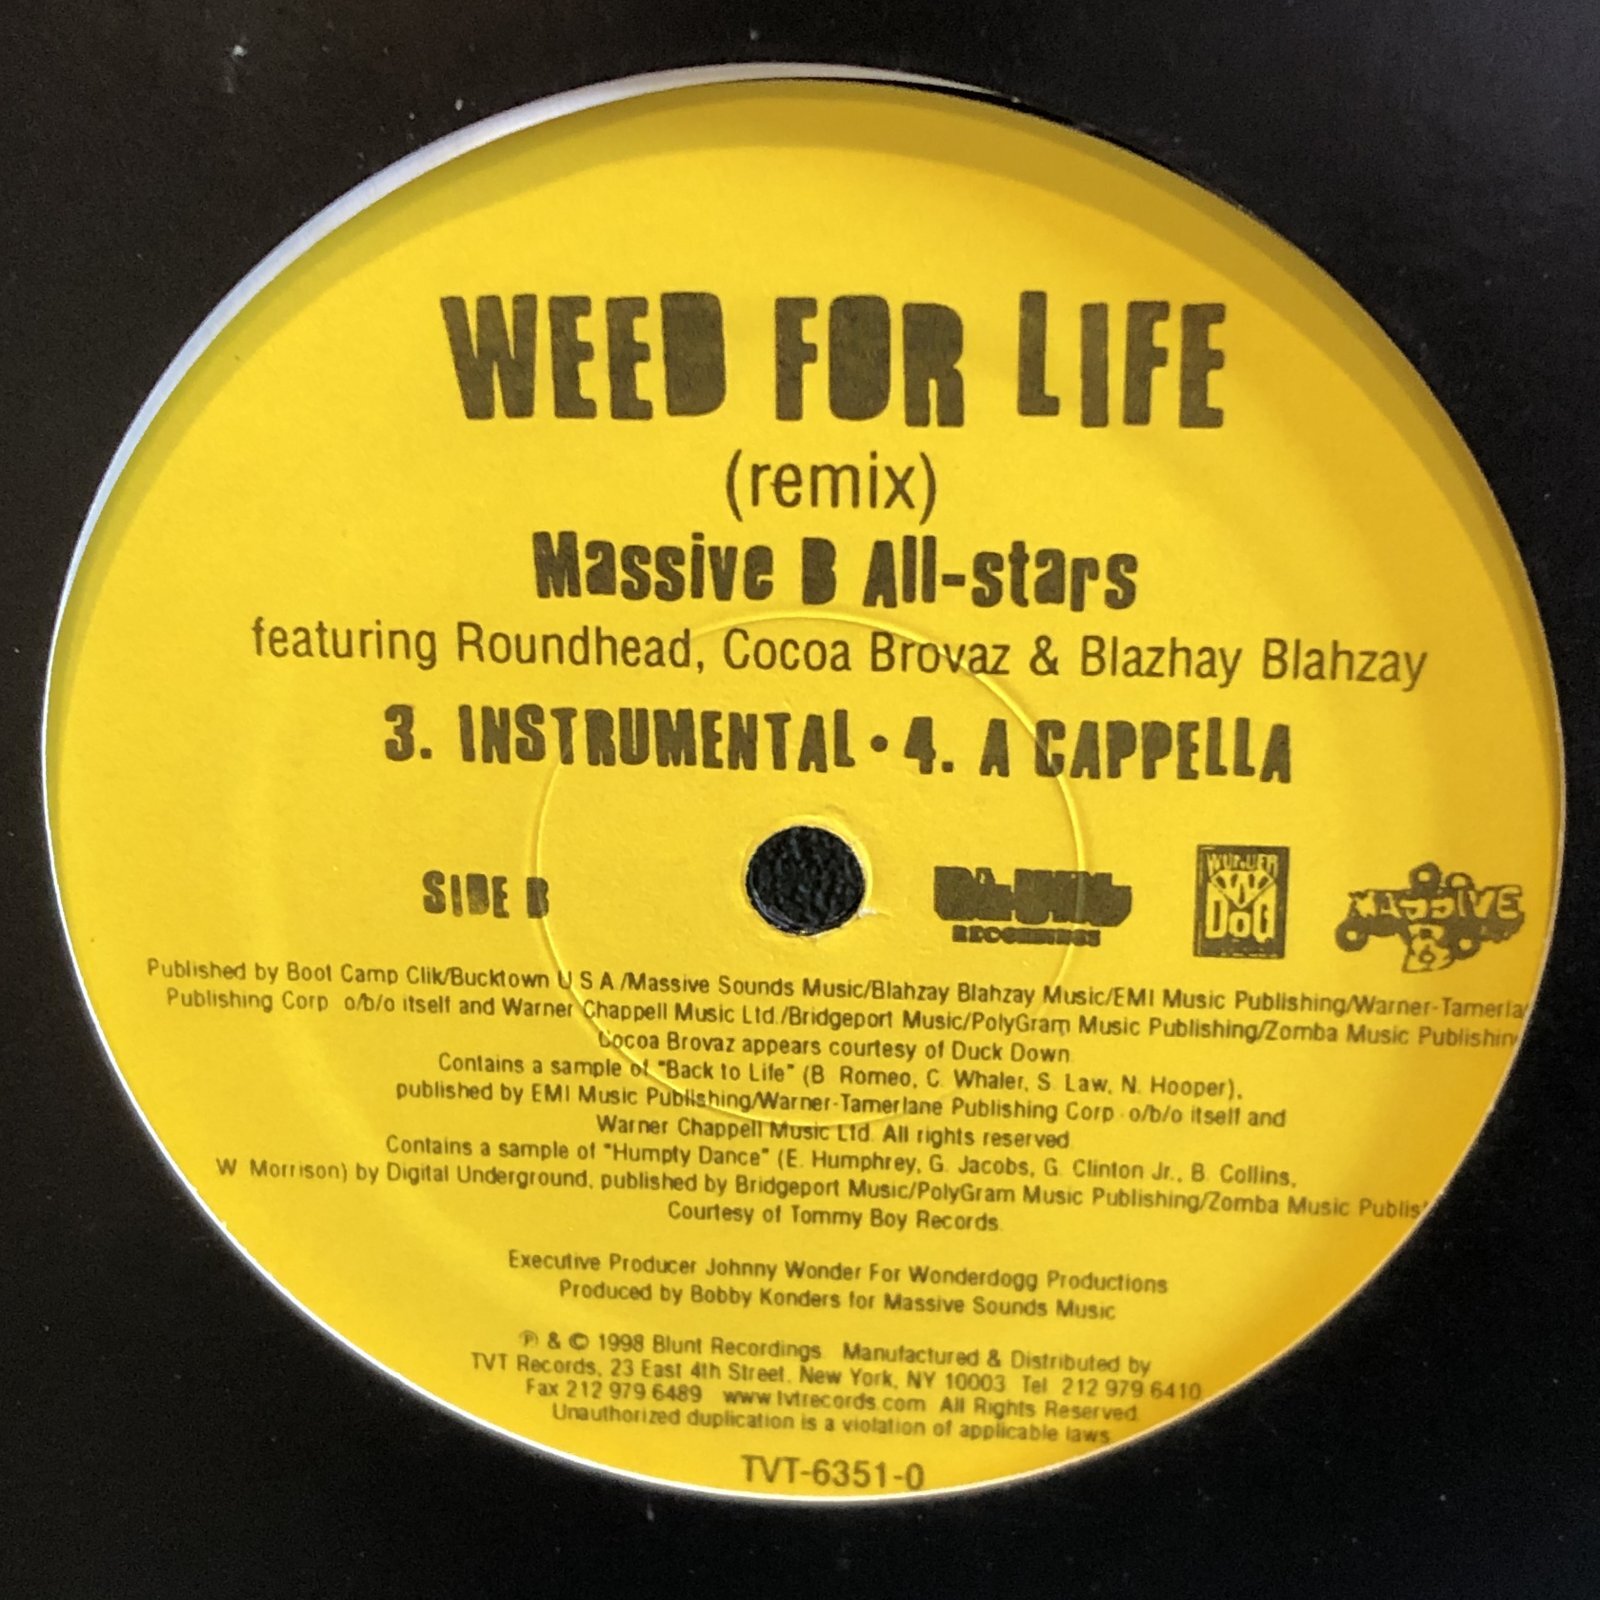 WEED FOR LIFE
(remix)
Massive B All-stars
featuring Roundhead, Cocoa Brovaz & Blazhay Blahzay
3. INSTRUMENTAL • 4. A CAPPELLA
SIDE B
RECORDINGS
WONDER
DOG
MASSIVE
B
Published by Boot Camp Clik/Bucktown U S A /Massive Sounds Music/Blahzay Blahzay Music/EMI Music Publishing/Warner-Tamerla
Publishing Corp o/b/o itself and Warner Chappell Music Ltd./Bridgeport Music/PolyGram Music Publishing/Zomba Music Publishin
Cocoa Brovaz appears courtesy of Duck Down.
Contains a sample of "Back to Life" (B. Romeo, C. Whaler, S. Law, N. Hooper),
published by EMI Music Publishing/Warner-Tamerlane Publishing Corp. o/b/o itself and
Warner Chappell Music Ltd. All rights reserved.
Contains a sample of "Humpty Dance" (E. Humphrey, G. Jacobs, G. Clinton Jr., B. Collins,
W. Morrison) by Digital Underground, published by Bridgeport Music/PolyGram Music Publishing/Zomba Music Publis
Courtesy of Tommy Boy Records.
Executive Producer Johnny Wonder For Wonderdogg Productions
Produced by Bobby Konders for Massive Sounds Music
℗ & © 1998 Blunt Recordings Manufactured & Distributed by
TVT Records, 23 East 4th Street, New York, NY 10003 Tel 212 979 6410
Fax 212 979 6489 www.tvtrecords.com All Rights Reserved.
Unauthorized duplication is a violation of applicable laws.
TVT-6351-0